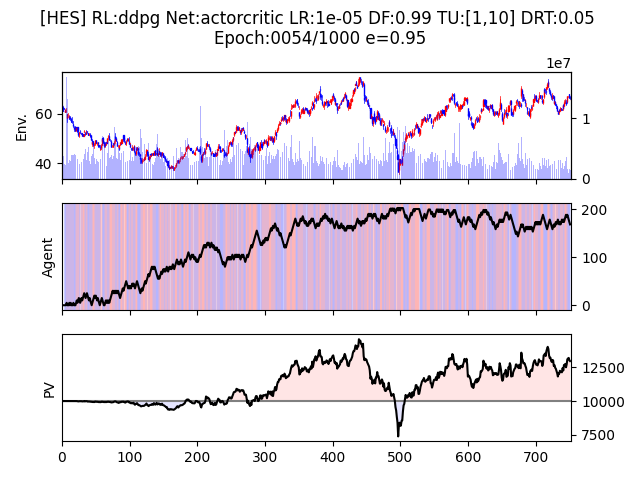 [HES] RL:ddpg Net:actorcritic LR:1e-05 DF:0.99 TU:[1,10] DRT:0.05
Epoch:0054/1000 e=0.95
1e7
Env.
60
40
1
0
Agent
200
100
0
PV
12500
10000
7500
0 100 200 300 400 500 600 700